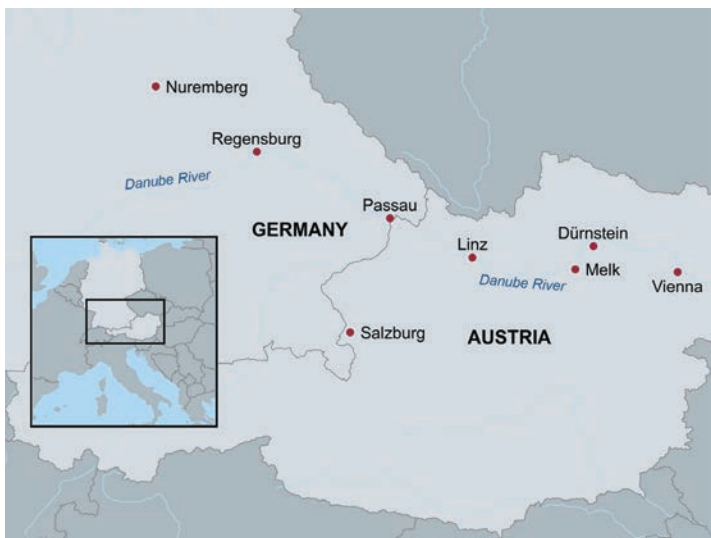 Nuremberg
Regensburg
Danube River
Passau
GERMANY
Linz
Dürnstein
Danube River
Melk
Vienna
Salzburg
AUSTRIA